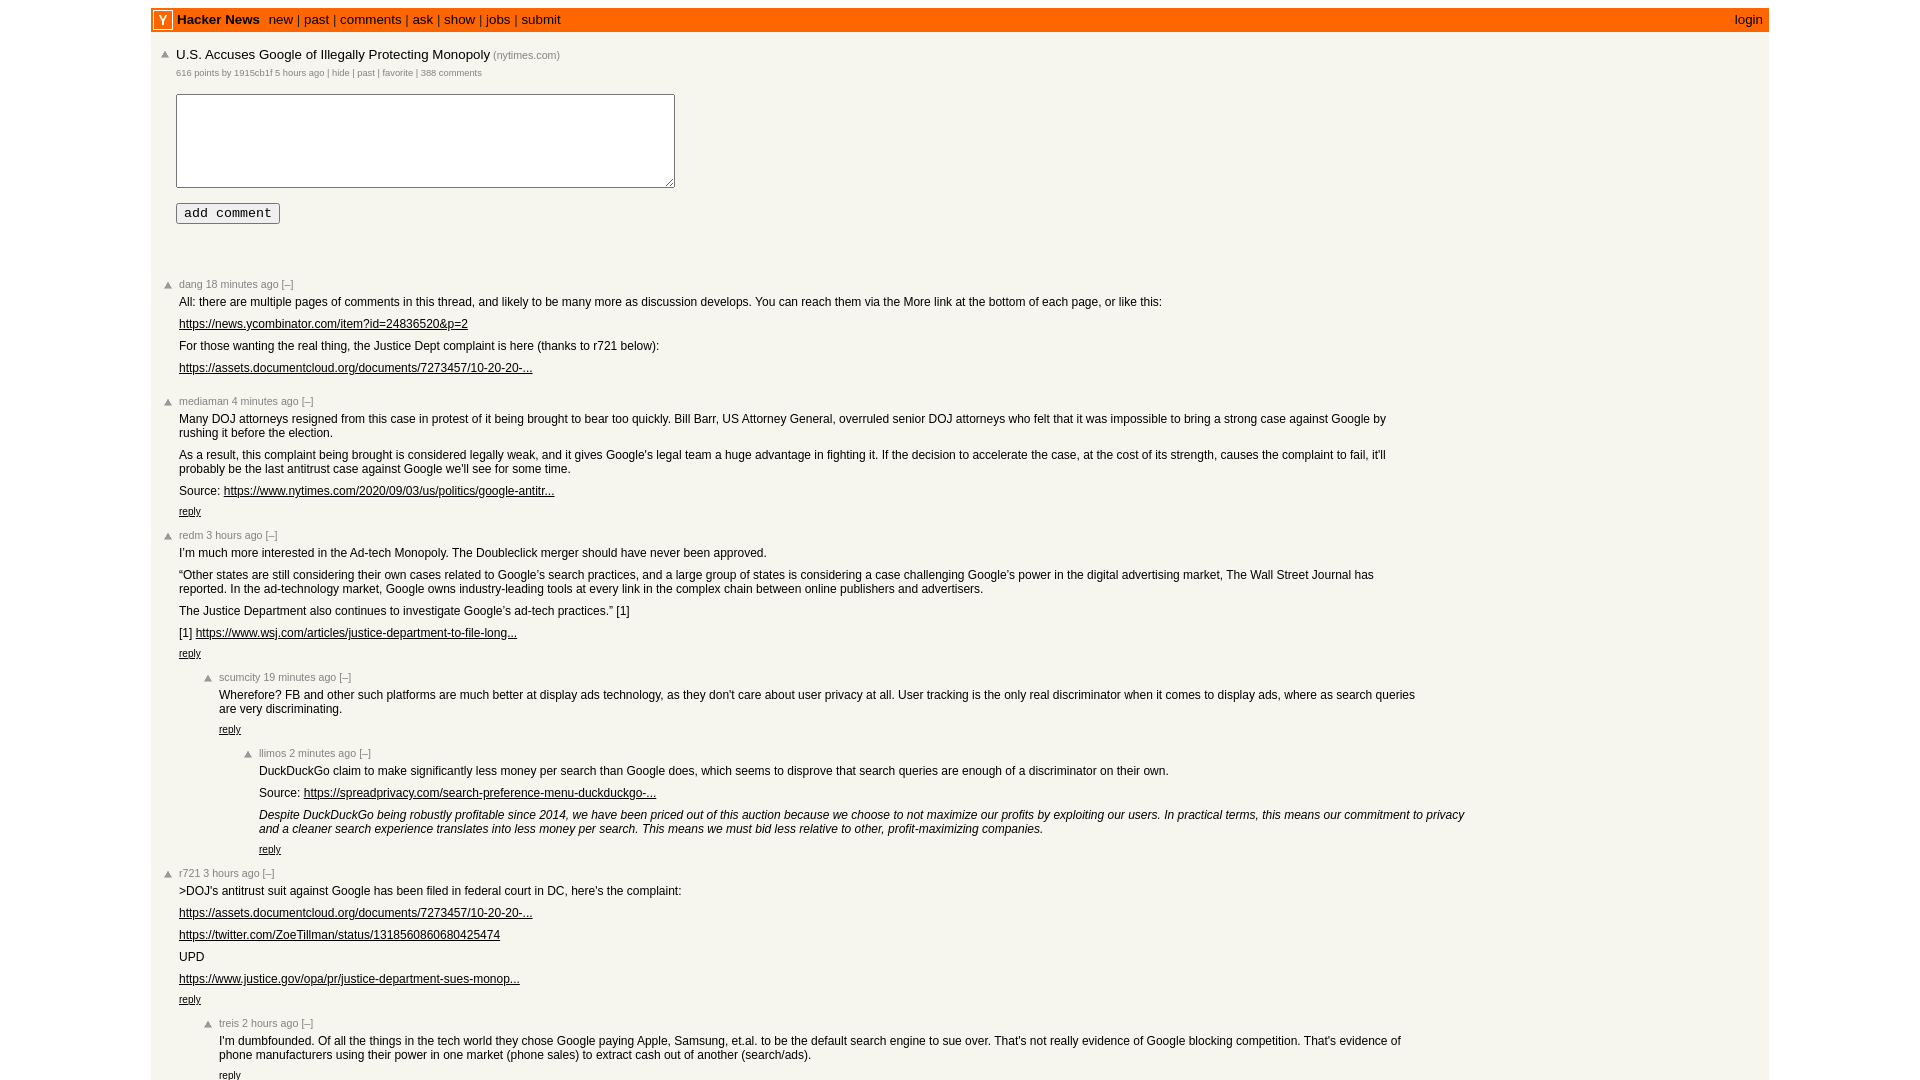 Y Hacker News new | past | comments | ask | show | jobs | submit login
U.S. Accuses Google of Illegally Protecting Monopoly (nytimes.com)
616 points by 1915cb1f 5 hours ago | hide | past | favorite | 388 comments
add comment
dang 18 minutes ago [–]
All: there are multiple pages of comments in this thread, and likely to be many more as discussion develops. You can reach them via the More link at the bottom of each page, or like this:
https://news.ycombinator.com/item?id=24836520&p=2
For those wanting the real thing, the Justice Dept complaint is here (thanks to r721 below):
https://assets.documentcloud.org/documents/7273457/10-20-20-...
mediaman 4 minutes ago [–]
Many DOJ attorneys resigned from this case in protest of it being brought to bear too quickly. Bill Barr, US Attorney General, overruled senior DOJ attorneys who felt that it was impossible to bring a strong case against Google by
rushing it before the election.
As a result, this complaint being brought is considered legally weak, and it gives Google's legal team a huge advantage in fighting it. If the decision to accelerate the case, at the cost of its strength, causes the complaint to fail, it'll
probably be the last antitrust case against Google we'll see for some time.
Source: https://www.nytimes.com/2020/09/03/us/politics/google-antitr...
reply
redm 3 hours ago [–]
I’m much more interested in the Ad-tech Monopoly. The Doubleclick merger should have never been approved.
“Other states are still considering their own cases related to Google’s search practices, and a large group of states is considering a case challenging Google’s power in the digital advertising market, The Wall Street Journal has
reported. In the ad-technology market, Google owns industry-leading tools at every link in the complex chain between online publishers and advertisers.
The Justice Department also continues to investigate Google’s ad-tech practices.” [1]
[1] https://www.wsj.com/articles/justice-department-to-file-long...
reply
scumcity 19 minutes ago [–]
Wherefore? FB and other such platforms are much better at display ads technology, as they don't care about user privacy at all. User tracking is the only real discriminator when it comes to display ads, where as search queries
are very discriminating.
reply
llimos 2 minutes ago [–]
DuckDuckGo claim to make significantly less money per search than Google does, which seems to disprove that search queries are enough of a discriminator on their own.
Source: https://spreadprivacy.com/search-preference-menu-duckduckgo-...
Despite DuckDuckGo being robustly profitable since 2014, we have been priced out of this auction because we choose to not maximize our profits by exploiting our users. In practical terms, this means our commitment to privacy
and a cleaner search experience translates into less money per search. This means we must bid less relative to other, profit-maximizing companies.
reply
r721 3 hours ago [–]
>DOJ's antitrust suit against Google has been filed in federal court in DC, here's the complaint:
https://assets.documentcloud.org/documents/7273457/10-20-20-...
https://twitter.com/ZoeTillman/status/1318560860680425474
UPD
https://www.justice.gov/opa/pr/justice-department-sues-monop...
reply
treis 2 hours ago [–]
I'm dumbfounded. Of all the things in the tech world they chose Google paying Apple, Samsung, et.al. to be the default search engine to sue over. That's not really evidence of Google blocking competition. That's evidence of
phone manufacturers using their power in one market (phone sales) to extract cash out of another (search/ads).
reply